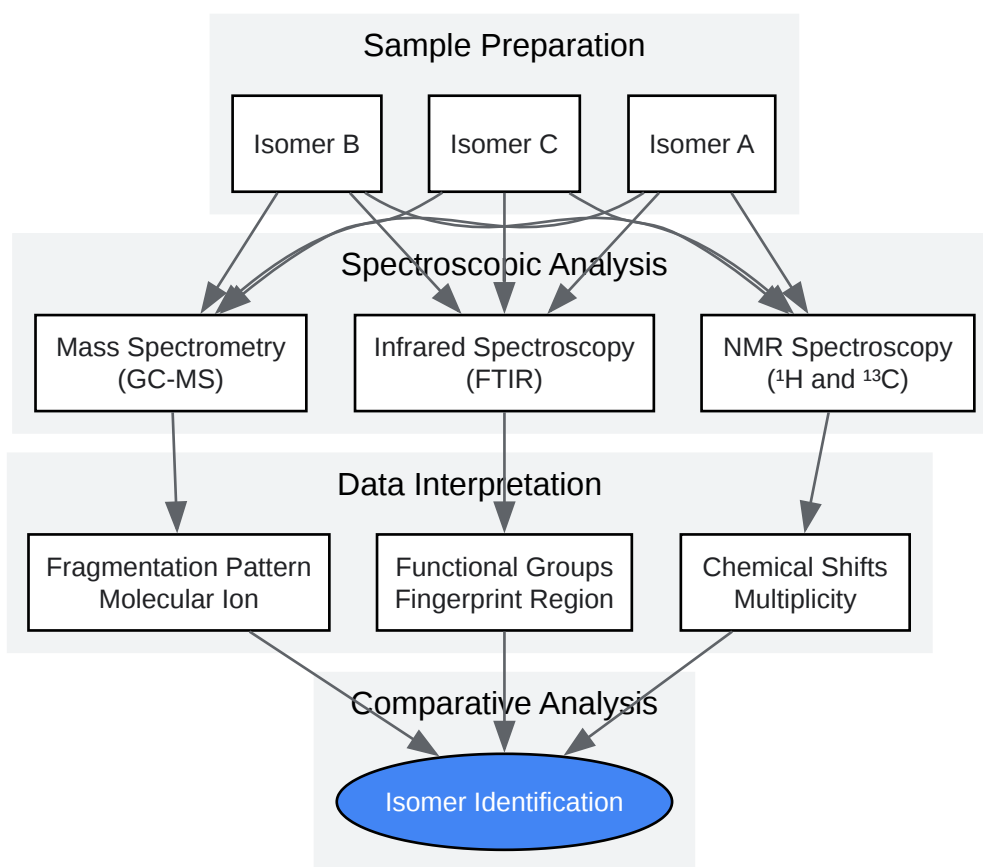 Sample Preparation
Isomer B
Isomer C
Isomer A
Spectroscopic Analysis
Mass Spectrometry
(GC-MS)
Infrared Spectroscopy
(FTIR)
NMR Spectroscopy
(¹H and ¹³C)
Data Interpretation
Fragmentation Pattern
Molecular Ion
Functional Groups
Fingerprint Region
Chemical Shifts
Multiplicity
Comparative Analysis
Isomer Identification